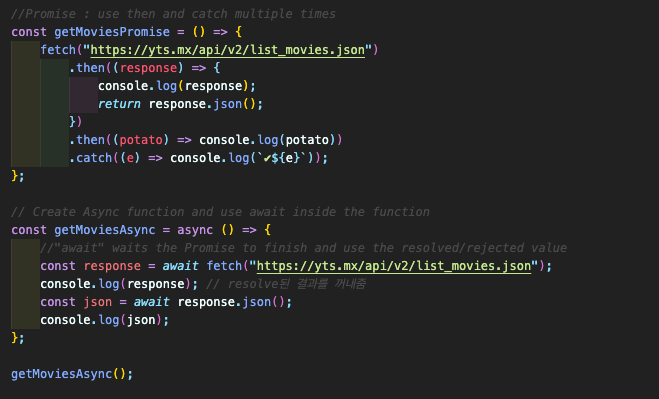 //Promise : use then and catch multiple times
const getMoviesPromise = () => {
    fetch("https://yts.mx/api/v2/list_movies.json")
        .then((response) => {
            console.log(response);
            return response.json();
        })
        .then((potato) => console.log(potato))
        .catch((e) => console.log(`✔${e}`));
};

// Create Async function and use await inside the function
const getMoviesAsync = async () => {
    //"await" waits the Promise to finish and use the resolved/rejected value
    const response = await fetch("https://yts.mx/api/v2/list_movies.json");
    console.log(response); // resolve된 결과를 꺼내줌
    const json = await response.json();
    console.log(json);
};

getMoviesAsync();